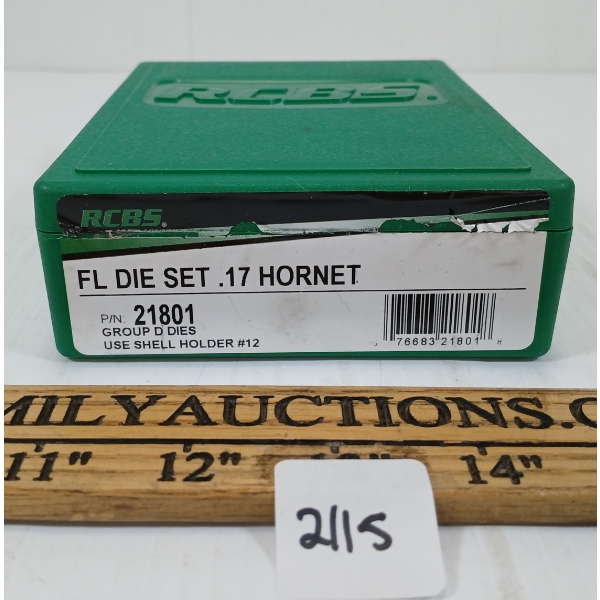 RCBS.
RCBS.
FL DIE SET .17 HORNET
P/N: 21801
GROUP D DIES
USE SHELL HOLDER #12
76683 21801 8
MILYAUCTIONS.C
11" 12" 14"
2115